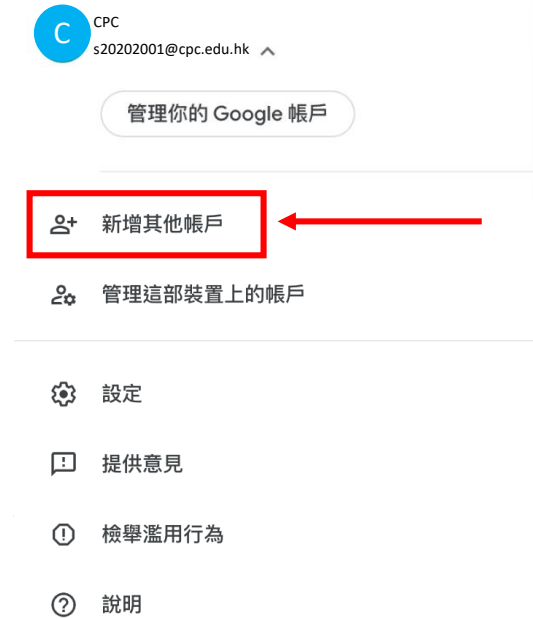 C
CPC
s20202001@cpc.edu.hk
管理你的 Google 帳戶
新增其他帳戶
管理這部裝置上的帳戶
設定
提供意見
檢舉濫用行為
說明